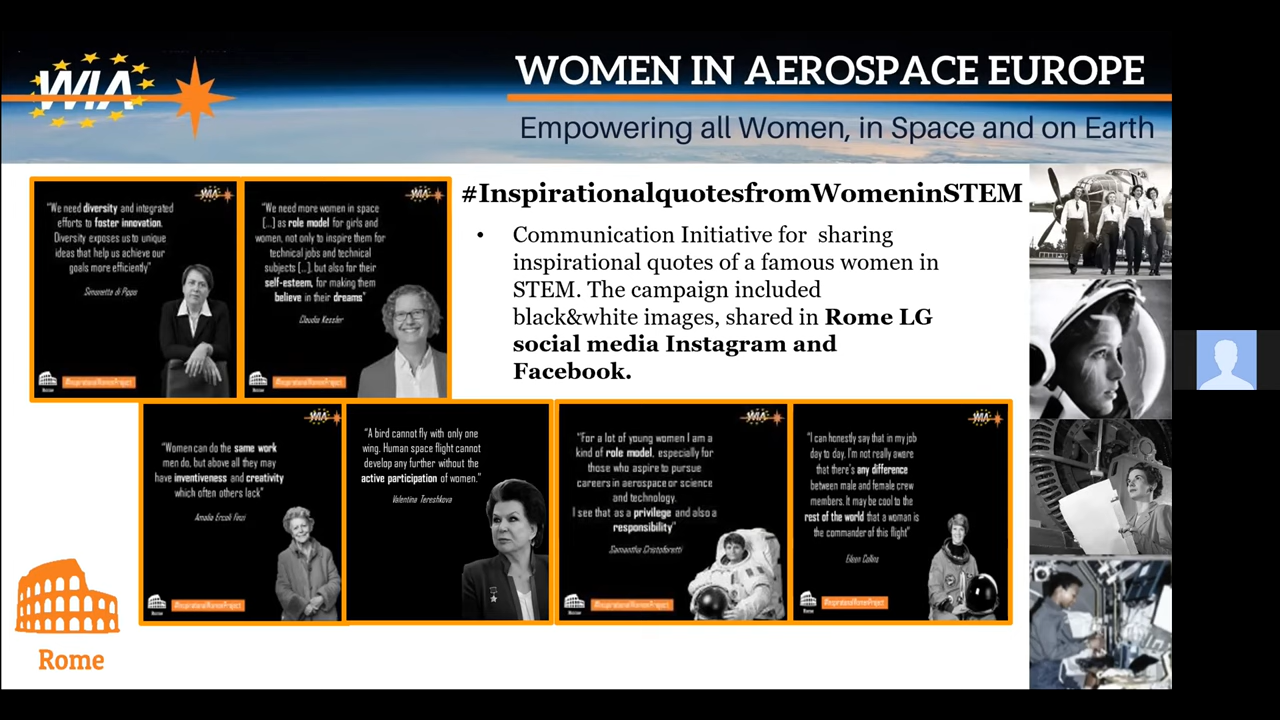 WIA
WOMEN IN AEROSPACE EUROPE
Empowering all Women, in Space and on Earth
#InspirationalquotesfromWomeninSTEM
• Communication Initiative for sharing
inspirational quotes of a famous women in
STEM. The campaign included
black&white images, shared in Rome LG
social media Instagram and
Facebook.
WIA
"We need diversity and integrated
efforts to foster innovation.
Diversity exposes us to unique
ideas that help us achieve our
goals more efficiently"
Simonetta di Pippo
#InspirationalWomenProject
WIA
"We need more women in space
[...] as role model for girls and
women, not only to inspire them for
technical jobs and technical
subjects [...], but also for their
self-esteem, for making them
believe in their dreams"
Claudia Kessler
#InspirationalWomenProject
WIA
"Women can do the same work
men do, but above all they may
have inventiveness and creativity
which often others lack"
Amalia Ercoli Finzi
#InspirationalWomenProject
"A bird cannot fly with only one
wing. Human space flight cannot
develop any further without the
active participation of women."
Valentina Tereshkova
WIA
"For a lot of young women I am a
kind of role model, especially for
those who aspire to pursue
careers in aerospace or science
and technology.
I see that as a privilege and also a
responsibility"
Samantha Cristoforetti
#InspirationalWomenProject
WIA
"I can honestly say that in my job
day to day, I'm not really aware
that there's any difference
between male and female crew
members. It may be cool to the
rest of the world that a woman is
the commander of this flight"
Eileen Collins
#InspirationalWomenProject
Rome